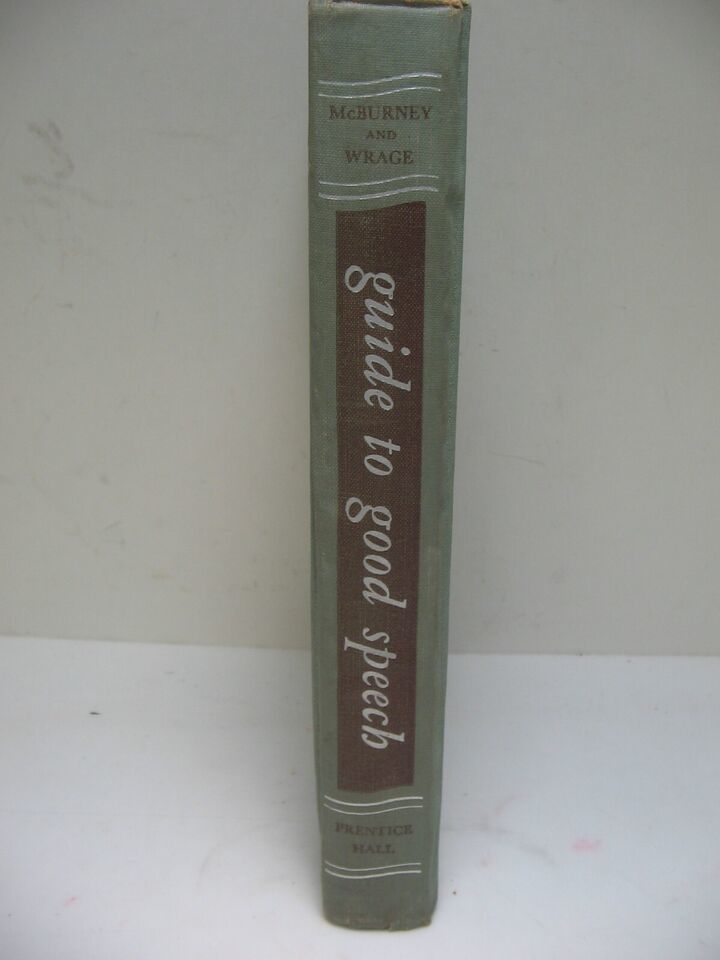 McBURNEY
AND
WRAGE
guide to good speech
PRENTICE
HALL